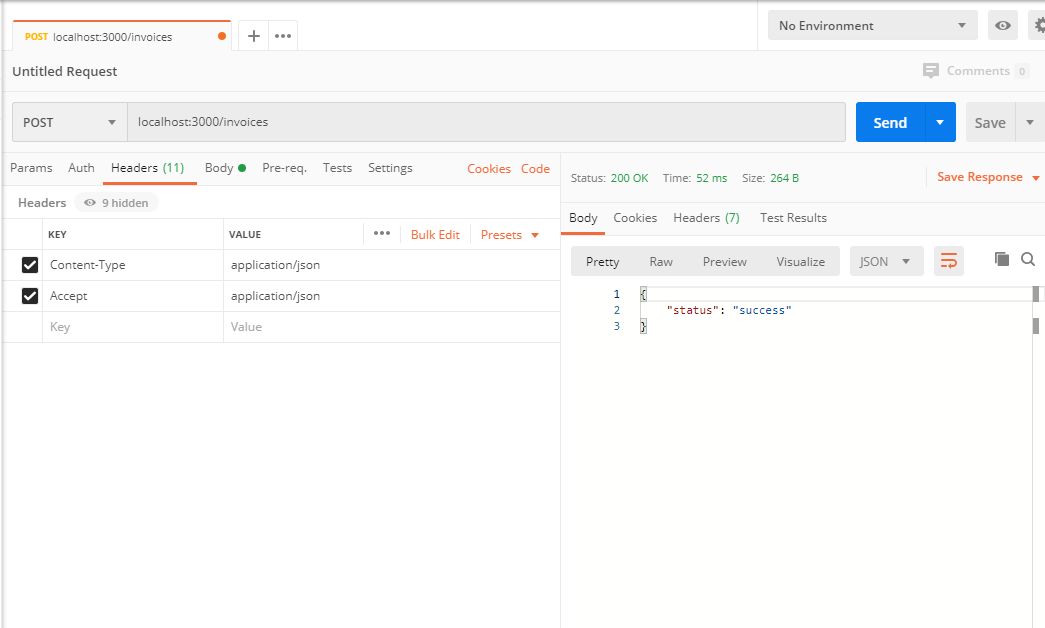 POST localhost:3000/invoices
No Environment
Untitled Request
Comments 0
POST localhost:3000/invoices Send Save
Params Auth Headers (11) Body Pre-req. Tests Settings Cookies Code
Headers 9 hidden
KEY VALUE Bulk Edit Presets
Content-Type application/json
Accept application/json
Key Value
Status: 200 OK Time: 52 ms Size: 264 B Save Response
Body Cookies Headers (7) Test Results
Pretty Raw Preview Visualize JSON
1 {
2 "status": "success"
3 }